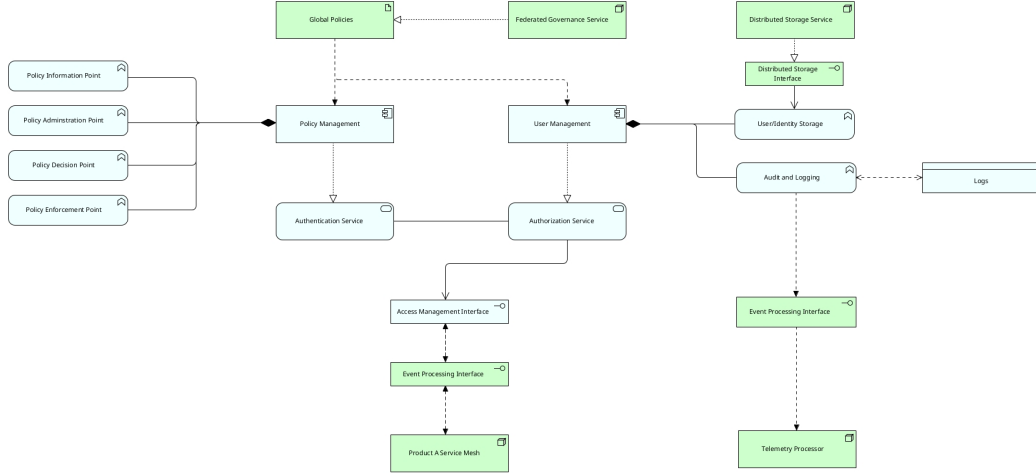 Global Policies
Federated Governance Service
Distributed Storage Service
Policy Information Point
Distributed Storage
Interface
Policy Adminstration Point
Policy Management
User Management
User/Identity Storage
Policy Decision Point
Audit and Logging
Logs
Policy Enforcement Point
Authentication Service
Authorization Service
Access Management Interface
Event Processing Interface
Event Processing Interface
Product A Service Mesh
Telemetry Processor